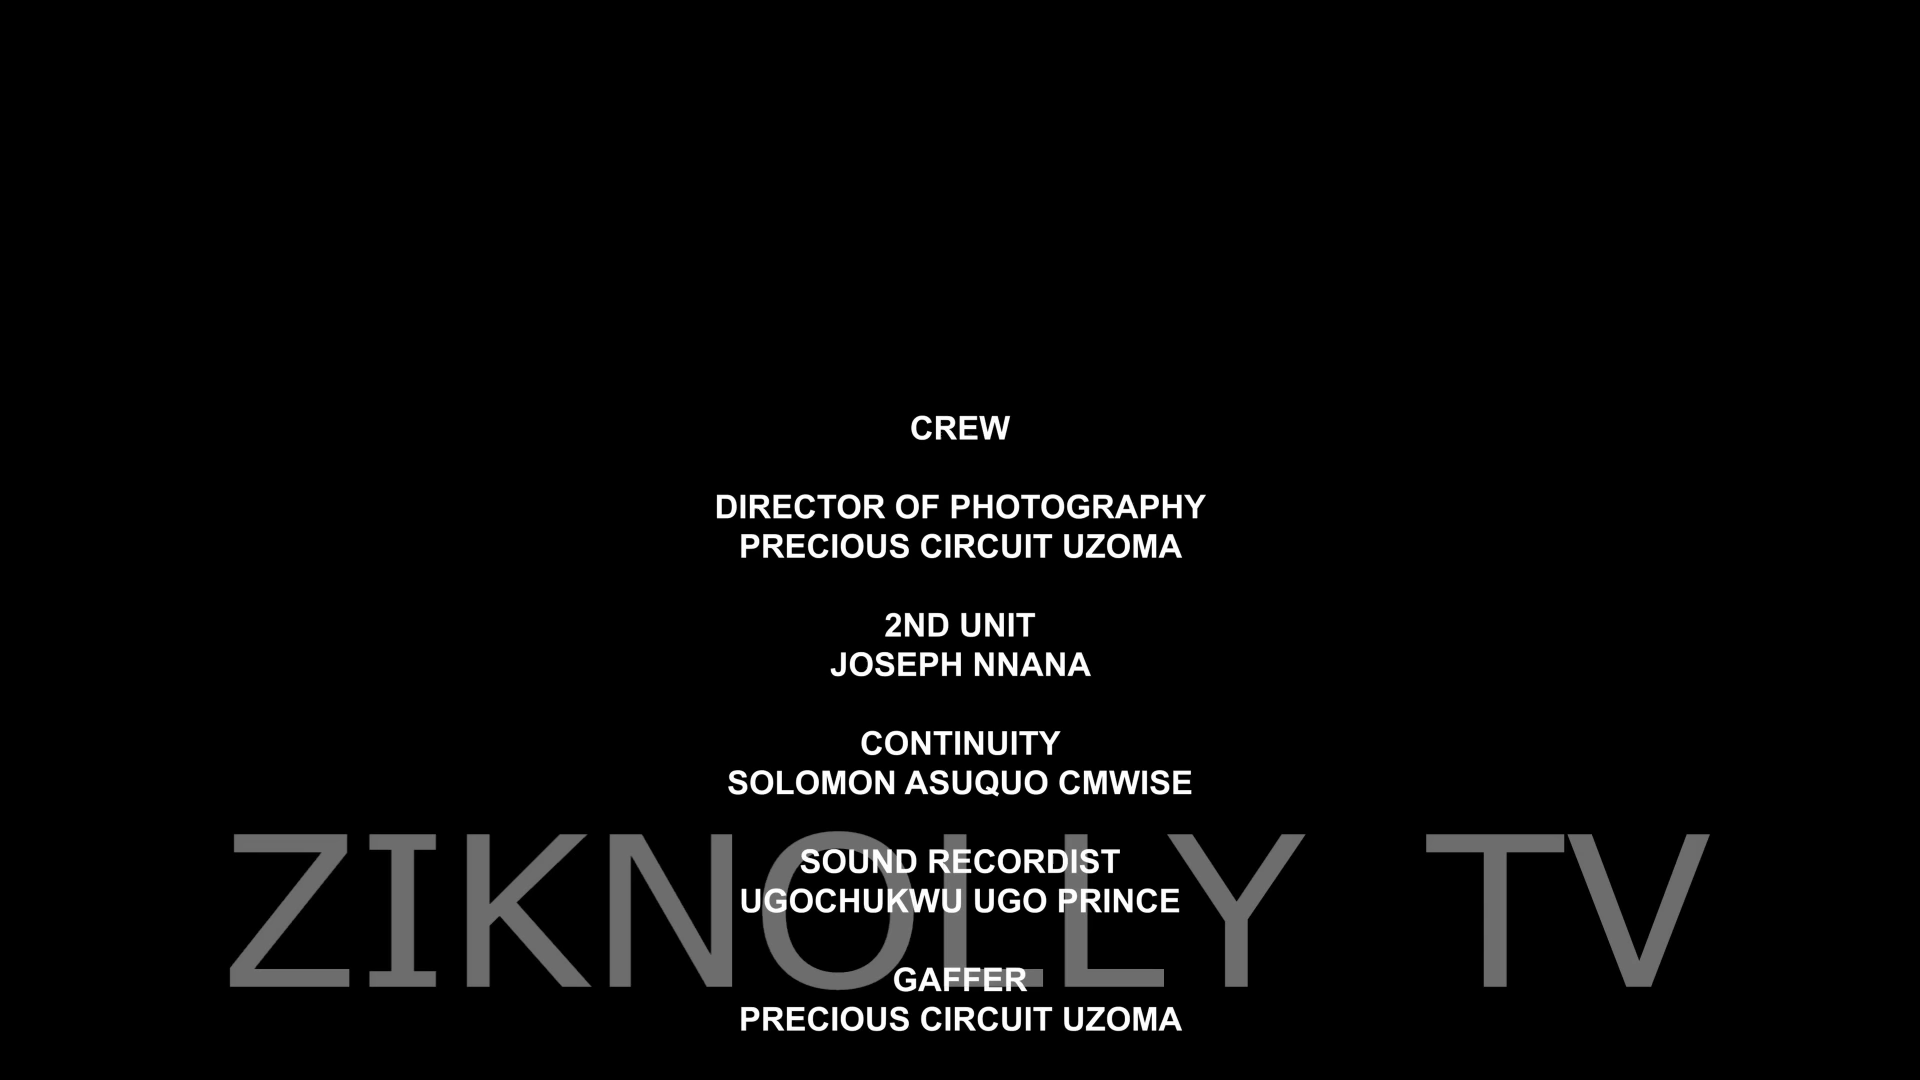 CREW
DIRECTOR OF PHOTOGRAPHY
PRECIOUS CIRCUIT UZOMA
2ND UNIT
JOSEPH NNANA
CONTINUITY
SOLOMON ASUQUO CMWISE
SOUND RECORDIST
UGOCHUKWU UGO PRINCE
ZIKNOLLY TV
GAFFER
PRECIOUS CIRCUIT UZOMA